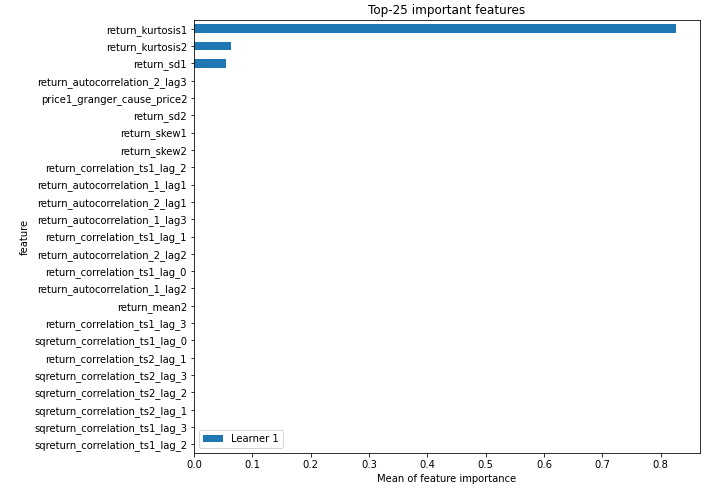 Top-25 important features
return_kurtosis1
return_kurtosis2
return_sd1
return_autocorrelation_2_lag3
price1_granger_cause_price2
return_sd2
return_skew1
return_skew2
return_correlation_ts1_lag_2
return_autocorrelation_1_lag1
return_autocorrelation_2_lag1
return_autocorrelation_1_lag3
return_correlation_ts1_lag_1
return_autocorrelation_2_lag2
return_correlation_ts1_lag_0
return_autocorrelation_1_lag2
return_mean2
return_correlation_ts1_lag_3
sqreturn_correlation_ts1_lag_0
return_correlation_ts2_lag_1
sqreturn_correlation_ts2_lag_3
sqreturn_correlation_ts2_lag_2
sqreturn_correlation_ts2_lag_1
sqreturn_correlation_ts1_lag_3
sqreturn_correlation_ts1_lag_2
feature
Learner 1
0.0 0.1 0.2 0.3 0.4 0.5 0.6 0.7 0.8
Mean of feature importance